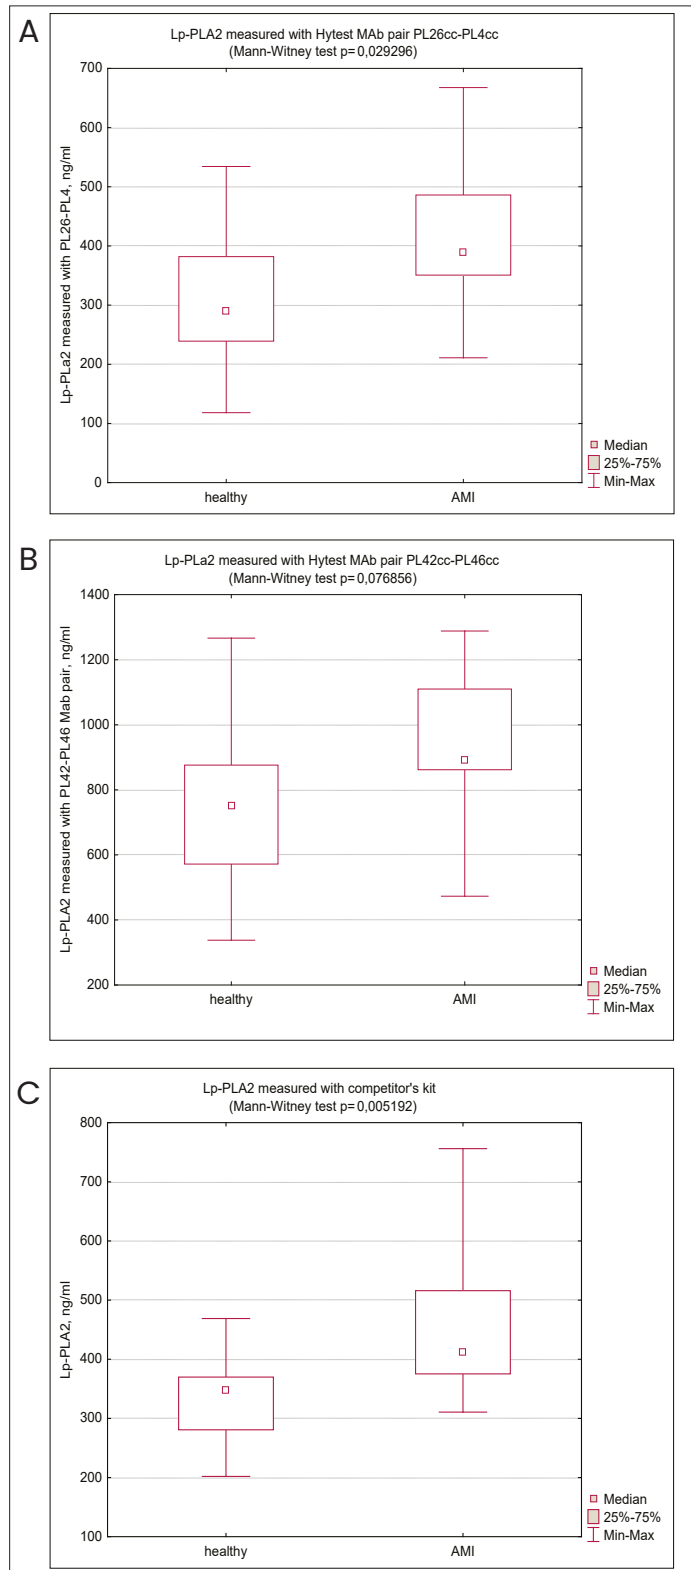 A
Lp-PLA2 measured with Hytest MAb pair PL26cc-PL4cc
(Mann-Witney test p=0,029296)
Lp-PLa2 measured with PL26-PL4, ng/ml
700
600
500
400
300
200
100
0
healthy
AMI
Median
25%-75%
Min-Max
B
Lp-PLa2 measured with Hytest MAb pair PL42cc-PL46cc
(Mann-Witney test p=0,076856)
Lp-PLA2 measured with PL42-PL46 Mab pair, ng/ml
1400
1200
1000
800
600
400
200
healthy
AMI
Median
25%-75%
Min-Max
C
Lp-PLA2 measured with competitor's kit
(Mann-Witney test p=0,005192)
Lp-PLA2, ng/ml
800
700
600
500
400
300
200
100
healthy
AMI
Median
25%-75%
Min-Max